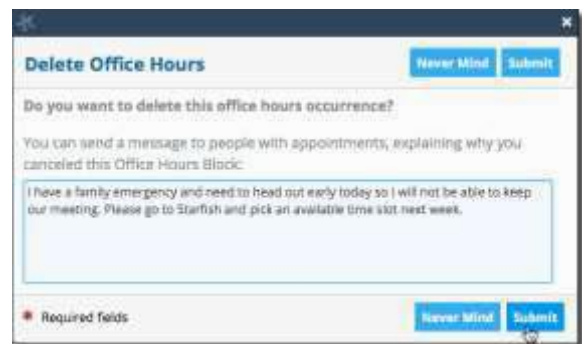 Delete Office Hours
Never Mind
Submit
Do you want to delete this office hours occurrence?
You can send a message to people with appointments, explaining why you
canceled this Office Hours Block:
I have a family emergency and need to head out early today so I will not be able to keep
our meeting. Please go to Starfish and pick an available time slot next week.
* Required fields
Never Mind
Submit